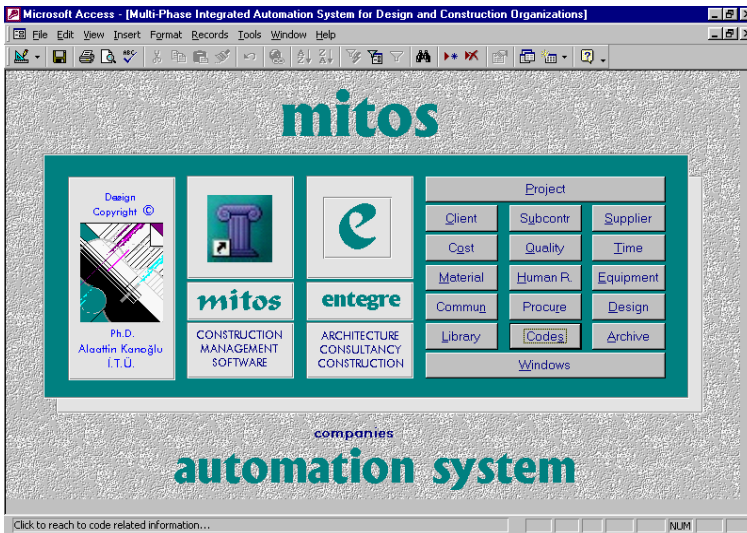 Microsoft Access - [Multi-Phase Integrated Automation System for Design and Construction Organizations]
File Edit View Insert Format Records Tools Window Help
mitos
Design
Copyright ©
Ph.D.
Alaattin Kanoğlu
İ.T.Ü.
mitos
CONSTRUCTION
MANAGEMENT
SOFTWARE
e
entegre
ARCHITECTURE
CONSULTANCY
CONSTRUCTION
Project
Client Subcontr Supplier
Cost Quality Time
Material Human R. Equipment
Commun Procure Design
Library Codes Archive
Windows
companies
automation system
Click to reach to code related information...
NUM